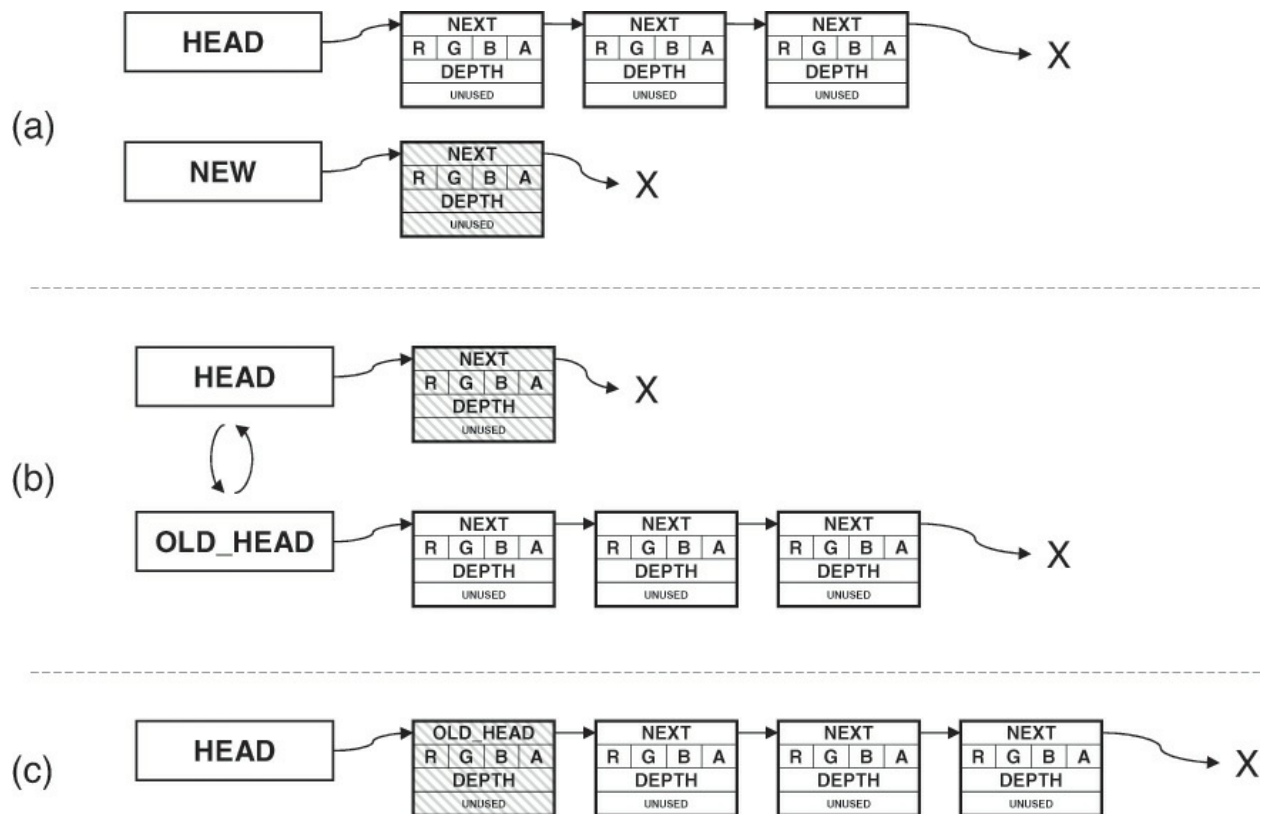 HEAD NEXT NEXT NEXT
R G B A R G B A R G B A X
DEPTH DEPTH DEPTH
UNUSED UNUSED UNUSED
(a)
NEW NEXT
R G B A X
DEPTH
UNUSED
HEAD NEXT
R G B A X
DEPTH
UNUSED
(b)
OLD_HEAD NEXT NEXT NEXT
R G B A R G B A R G B A X
DEPTH DEPTH DEPTH
UNUSED UNUSED UNUSED
(c)
HEAD OLD_HEAD NEXT NEXT NEXT
R G B A R G B A R G B A R G B A X
DEPTH DEPTH DEPTH DEPTH
UNUSED UNUSED UNUSED UNUSED